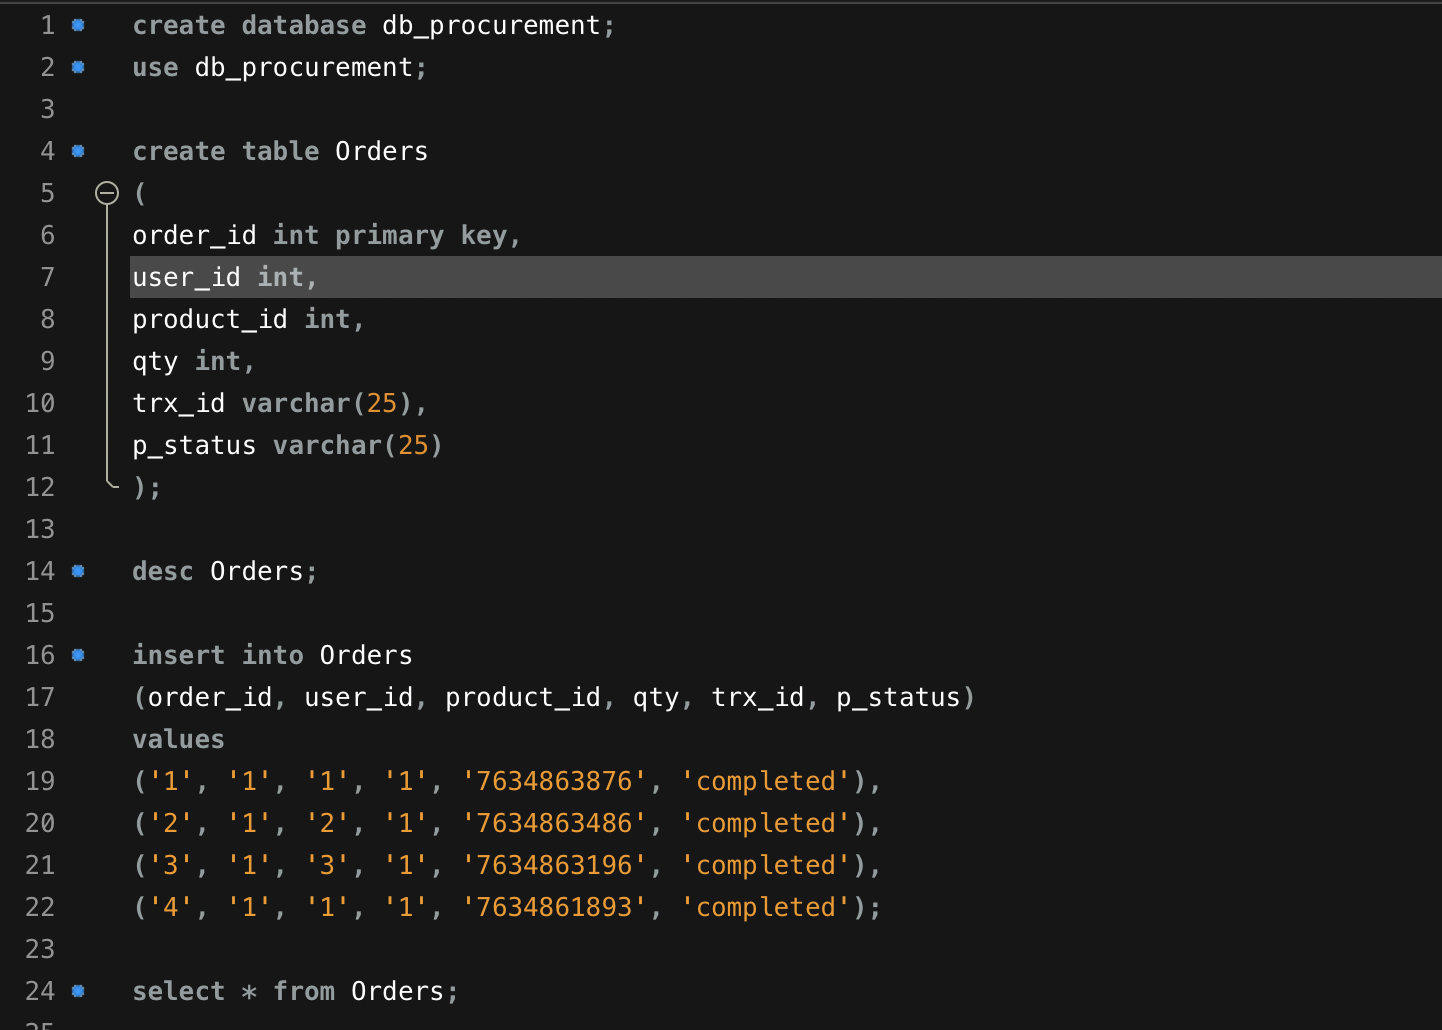 1 create database db_procurement;
2 use db_procurement;
3
4 create table Orders
5 (
6 order_id int primary key,
7 user_id int,
8 product_id int,
9 qty int,
10 trx_id varchar(25),
11 p_status varchar(25)
12 );
13
14 desc Orders;
15
16 insert into Orders
17 (order_id, user_id, product_id, qty, trx_id, p_status)
18 values
19 ('1', '1', '1', '1', '7634863876', 'completed'),
20 ('2', '1', '2', '1', '7634863486', 'completed'),
21 ('3', '1', '3', '1', '7634863196', 'completed'),
22 ('4', '1', '1', '1', '7634861893', 'completed');
23
24 select * from Orders;
25